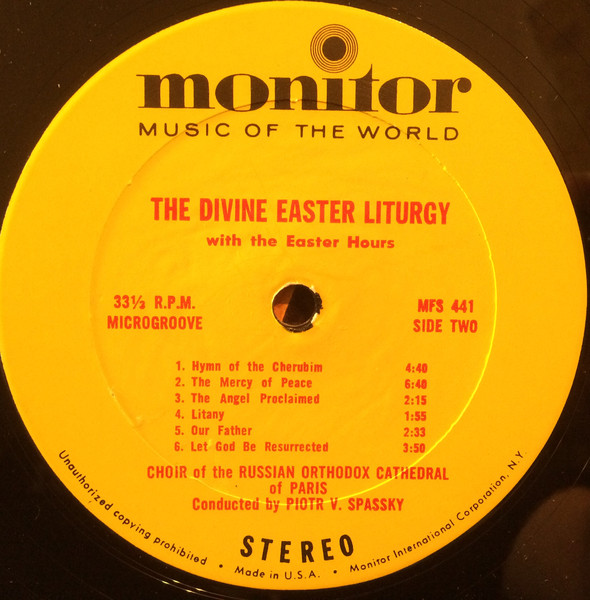 monitor
MUSIC OF THE WORLD
THE DIVINE EASTER LITURGY
with the Easter Hours
33⅓ R.P.M.
MICROGROOVE
MFS 441
SIDE TWO
1. Hymn of the Cherubim 4:40
2. The Mercy of Peace 6:40
3. The Angel Proclaimed 2:15
4. Litany 1:55
5. Our Father 2:33
6. Let God Be Resurrected 3:50
CHOIR of the RUSSIAN ORTHODOX CATHEDRAL
of PARIS
Conducted by PIOTR V. SPASSKY
STEREO
Unauthorized copying prohibited • Made in U.S.A. • Monitor International Corporation, N.Y.